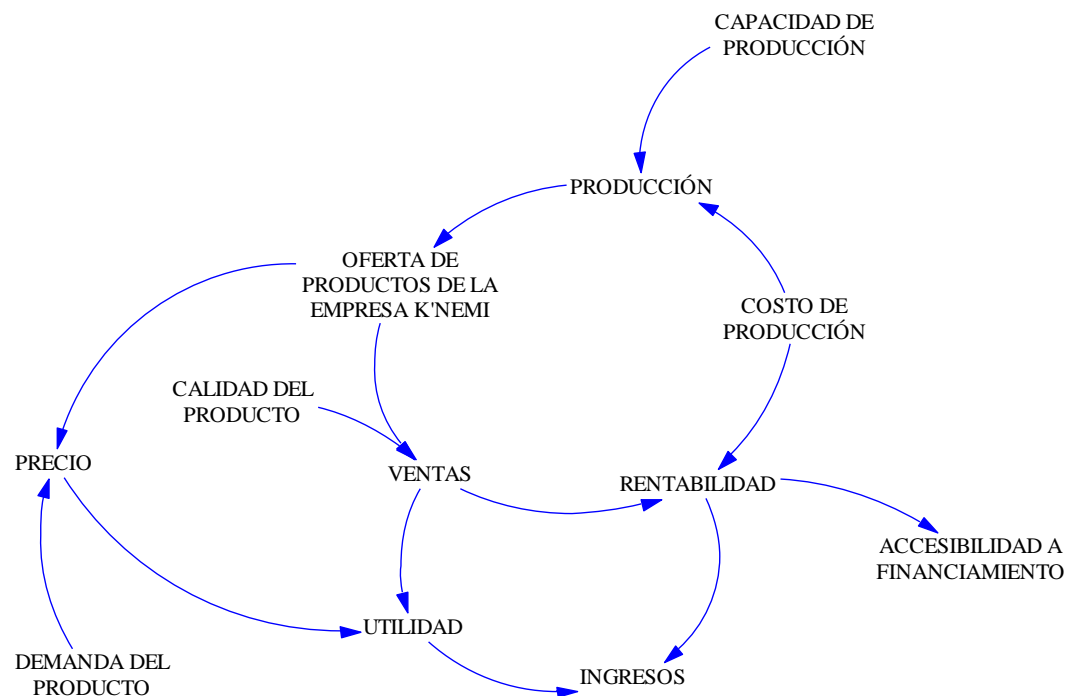 CAPACIDAD DE
PRODUCCIÓN
PRODUCCIÓN
OFERTA DE
PRODUCTOS DE LA
EMPRESA K'NEMI
COSTO DE
PRODUCCIÓN
CALIDAD DEL
PRODUCTO
PRECIO
VENTAS
RENTABILIDAD
ACCESIBILIDAD A
FINANCIAMIENTO
UTILIDAD
DEMANDA DEL
PRODUCTO
INGRESOS